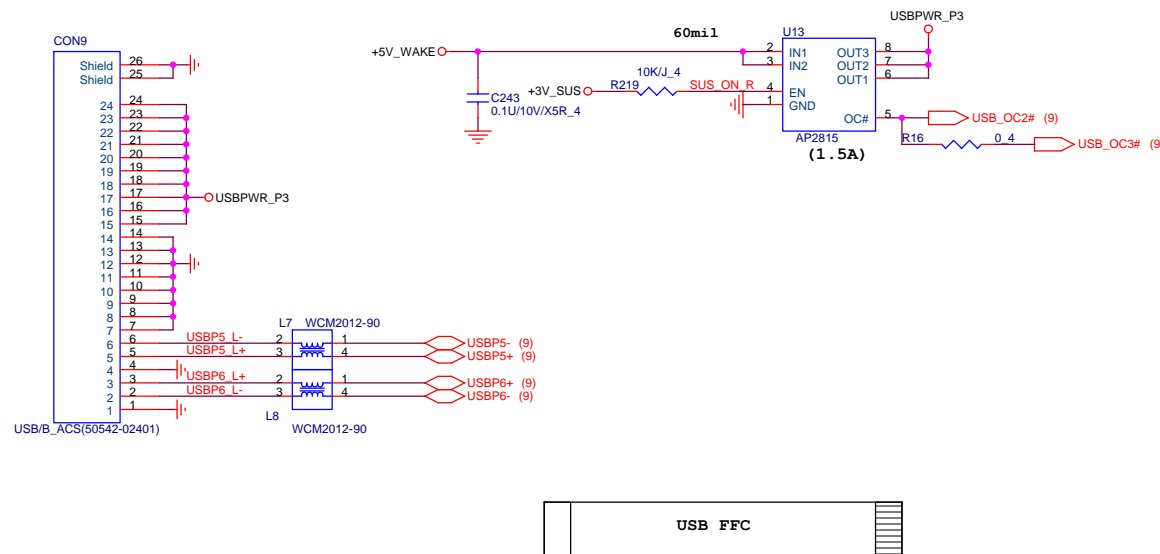 USBPWR_P3
CON9
60mil
U13
+5V_WAKE
2 IN1 OUT3 8
3 IN2 OUT2 7
OUT1 6
Shield 26
Shield 25
10K/J_4
+3V_SUS R219 SUS_ON_R 4 EN
1 GND
C243
0.1U/10V/X5R_4
OC# 5 USB_OC2# (9)
AP2815
(1.5A)
R16 0_4 USB_OC3# (9
24 24
23 23
22 22
21 21
20 20
19 19
18 18
17 17 USBPWR_P3
16 16
15 15
14 14
13 13
12 12
11 11
10 10
9 9
8 8
7 7
L7 WCM2012-90
6 6 USBP5_L- 2 1 USBP5- (9)
5 5 USBP5_L+ 3 4 USBP5+ (9)
4 4
3 3 USBP6_L+ 2 1 USBP6+ (9)
2 2 USBP6_L- 3 4 USBP6- (9)
1 1
L8
WCM2012-90
USB/B_ACS(50542-02401)
USB FFC